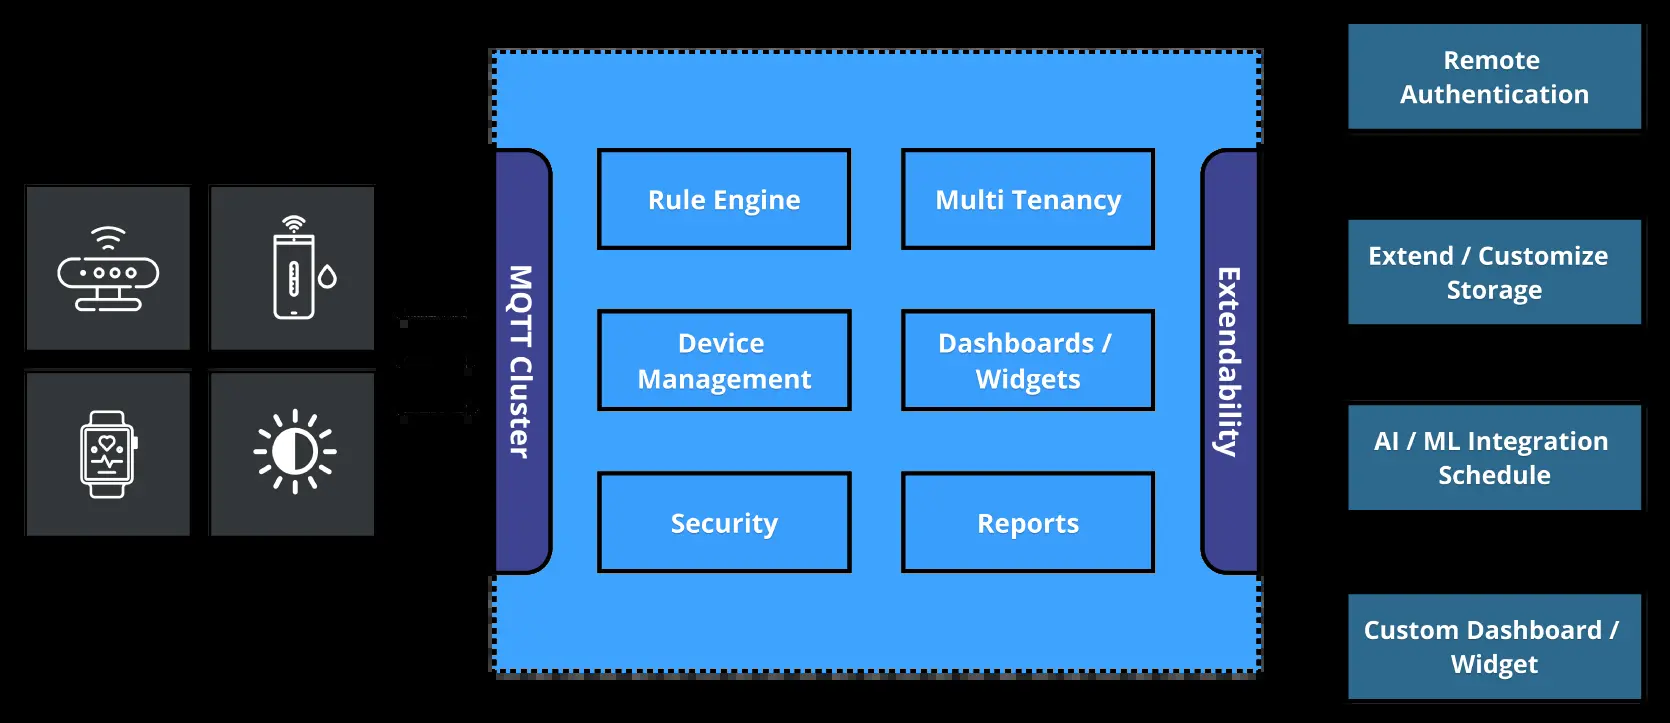 MQTT Cluster
Rule Engine
Multi Tenancy
Device
Management
Dashboards /
Widgets
Security
Reports
Extendability
Remote
Authentication
Extend / Customize
Storage
AI / ML Integration
Schedule
Custom Dashboard /
Widget